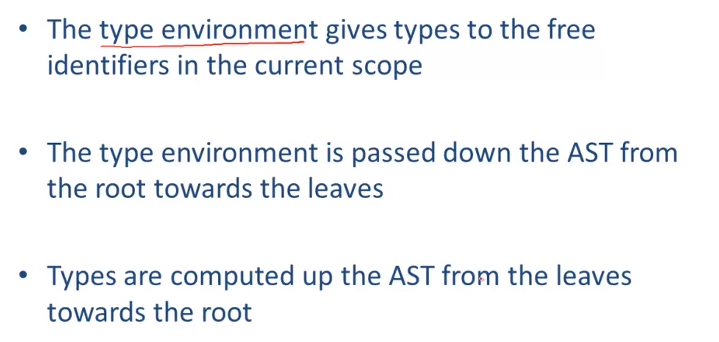 • The type environment gives types to the free
identifiers in the current scope
• The type environment is passed down the AST from
the root towards the leaves
• Types are computed up the AST from the leaves
towards the root